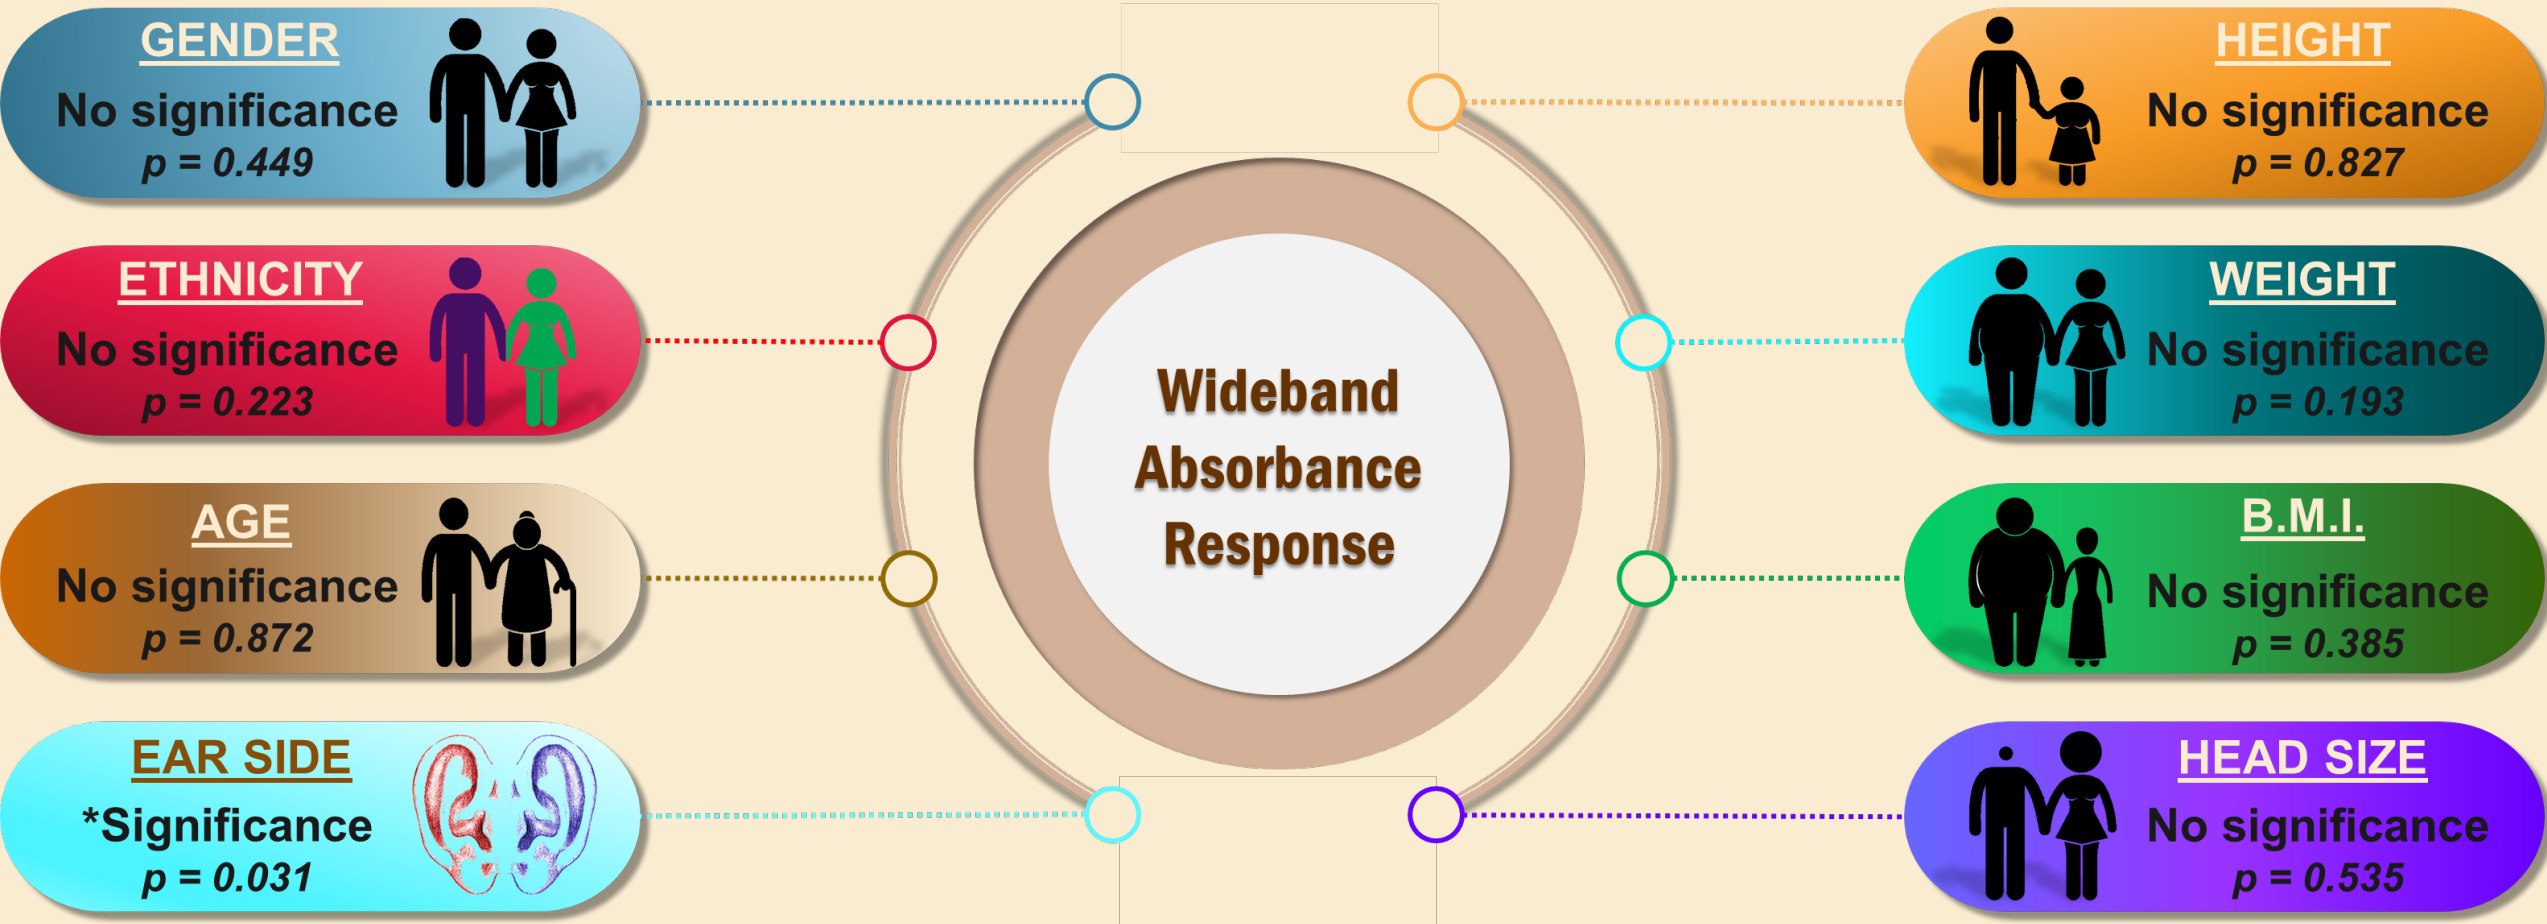 GENDER
No significance
p = 0.449
ETHNICITY
No significance
p = 0.223
AGE
No significance
p = 0.872
EAR SIDE
*Significance
p = 0.031
Wideband
Absorbance
Response
HEIGHT
No significance
p = 0.827
WEIGHT
No significance
p = 0.193
B.M.I.
No significance
p = 0.385
HEAD SIZE
No significance
p = 0.535